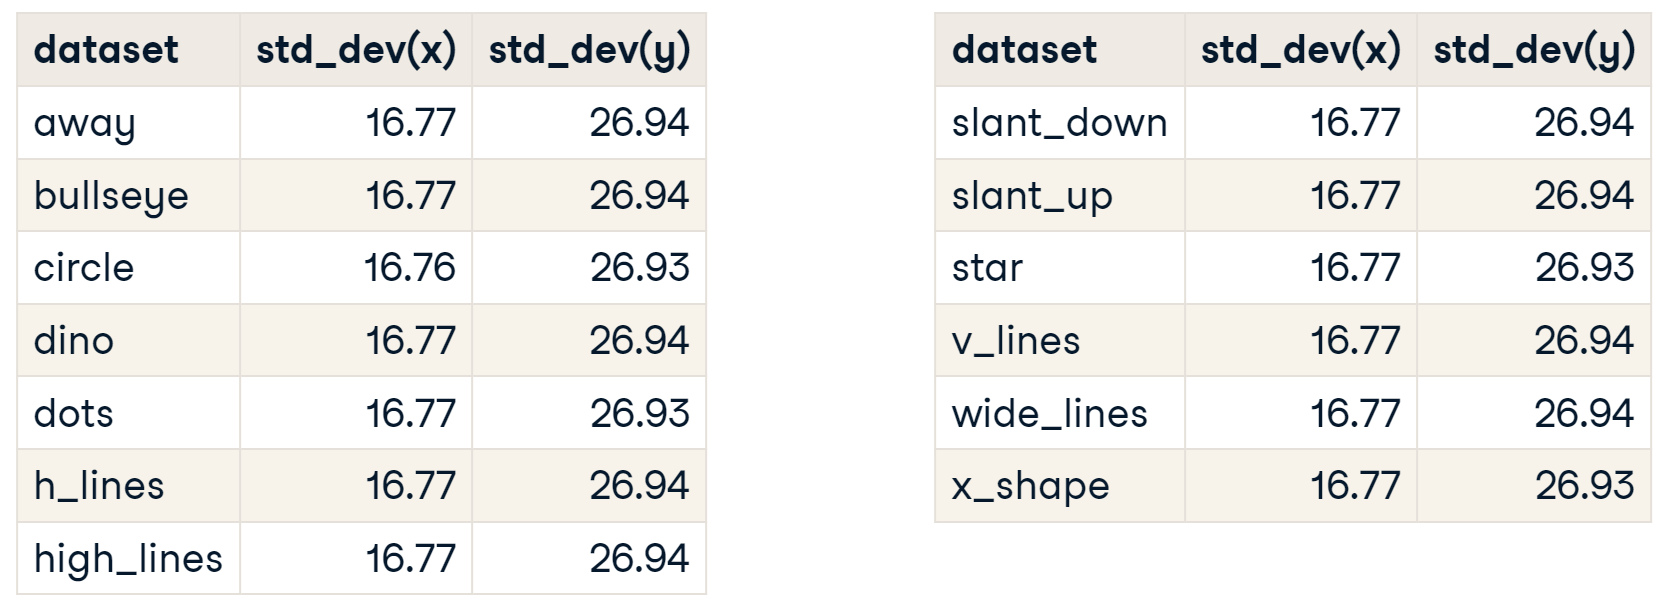 dataset std_dev(x) std_dev(y)
away 16.77 26.94
bullseye 16.77 26.94
circle 16.76 26.93
dino 16.77 26.94
dots 16.77 26.93
h_lines 16.77 26.94
high_lines 16.77 26.94
dataset std_dev(x) std_dev(y)
slant_down 16.77 26.94
slant_up 16.77 26.94
star 16.77 26.93
v_lines 16.77 26.94
wide_lines 16.77 26.94
x_shape 16.77 26.93